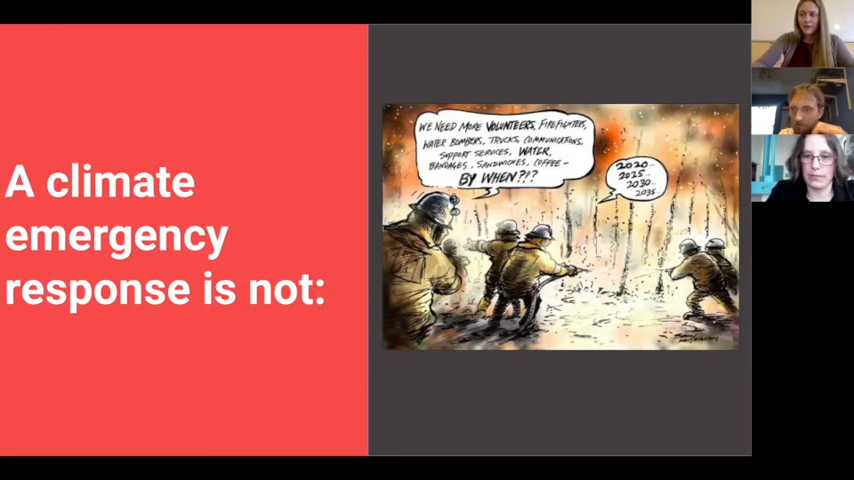 A climate
emergency
response is not:
WE NEED MORE VOLUNTEERS, FIREFIGHTERS,
WATER BOMBERS, TRUCKS, COMMUNICATIONS,
SUPPORT SERVICES, WATER,
BANDAGES, SANDWICHES, COFFEE -
BY WHEN?!?
2020...
2025...
2030...
2035...